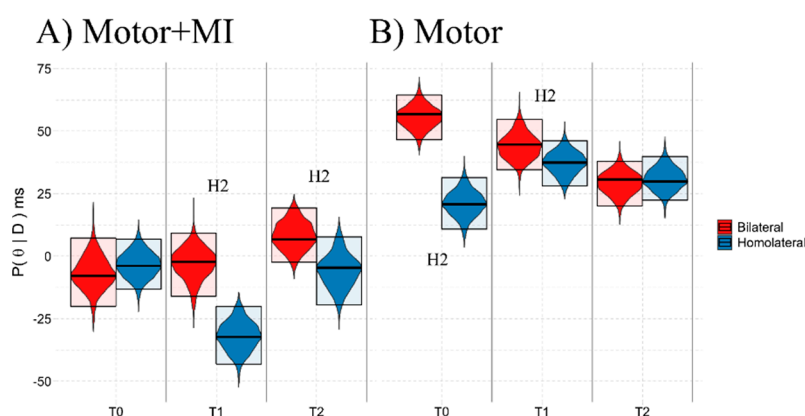 A) Motor+MI B) Motor
75
50
25
0
-25
-50
P( θ | D ) ms
H2
H2
H2
H2
T0 T1 T2 T0 T1 T2
Bilateral
Homolateral